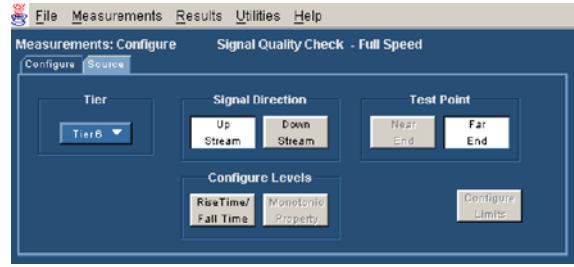 File Measurements Results Utilities Help
Measurements: Configure Signal Quality Check - Full Speed
Configure Source
Tier Signal Direction Test Point
Tier6 Up Stream Down Stream Near End Far End
Configure Levels
RiseTime/ Fall Time Monotonic Property Configure Limits